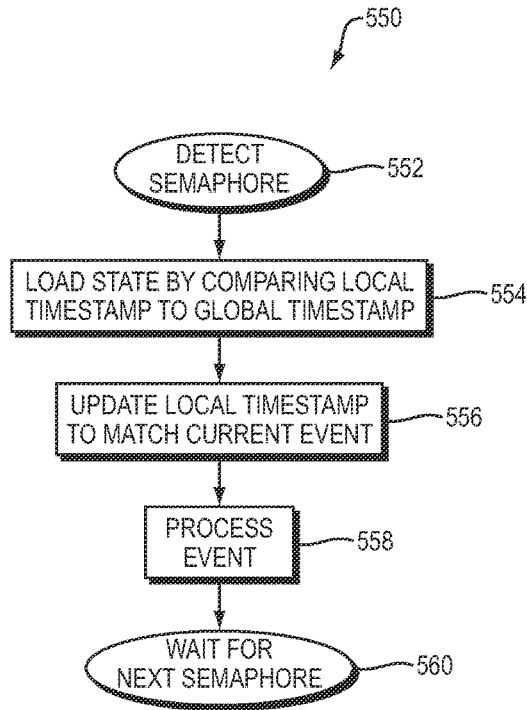 550
DETECT
SEMAPHORE
552
LOAD STATE BY COMPARING LOCAL
TIMESTAMP TO GLOBAL TIMESTAMP
554
UPDATE LOCAL TIMESTAMP
TO MATCH CURRENT EVENT
556
PROCESS
EVENT
558
WAIT FOR
NEXT SEMAPHORE
560